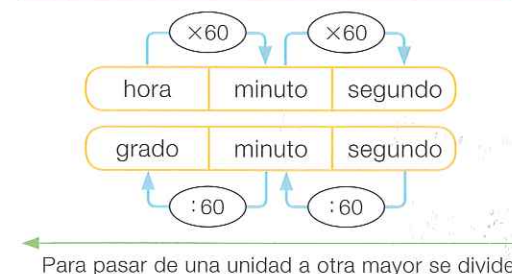 ×60 ×60
hora minuto segundo
grado minuto segundo
:60 :60
Para pasar de una unidad a otra mayor se divide